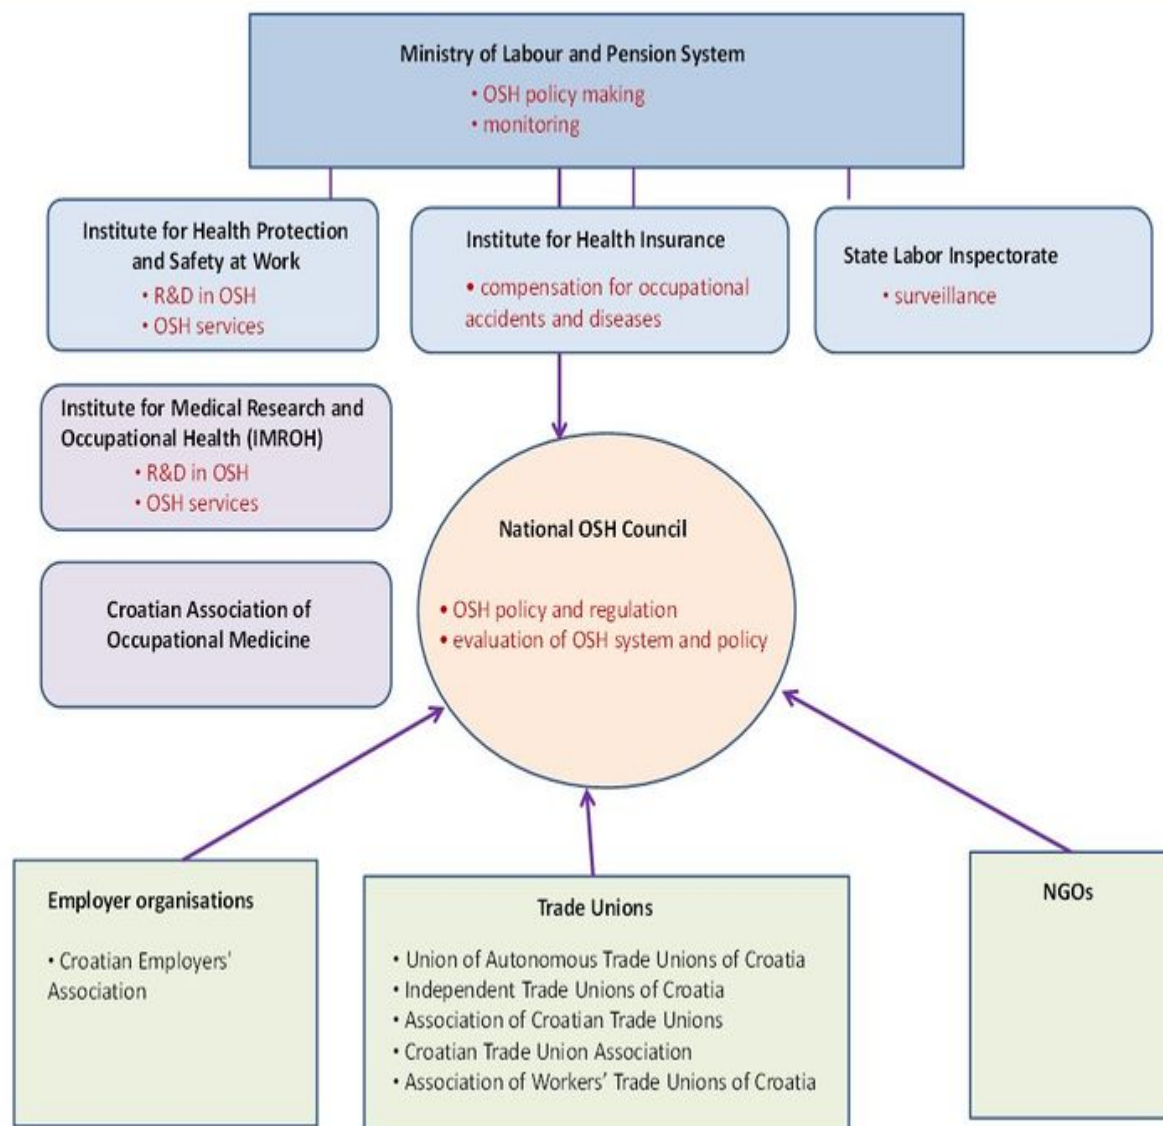 Ministry of Labour and Pension System
• OSH policy making
• monitoring
Institute for Health Protection
and Safety at Work
• R&D in OSH
• OSH services
Institute for Health Insurance
• compensation for occupational
accidents and diseases
State Labor Inspectorate
• surveillance
Institute for Medical Research and
Occupational Health (IMROH)
• R&D in OSH
• OSH services
National OSH Council
• OSH policy and regulation
• evaluation of OSH system and policy
Croatian Association of
Occupational Medicine
Employer organisations
• Croatian Employers'
Association
Trade Unions
• Union of Autonomous Trade Unions of Croatia
• Independent Trade Unions of Croatia
• Association of Croatian Trade Unions
• Croatian Trade Union Association
• Association of Workers’ Trade Unions of Croatia
NGOs